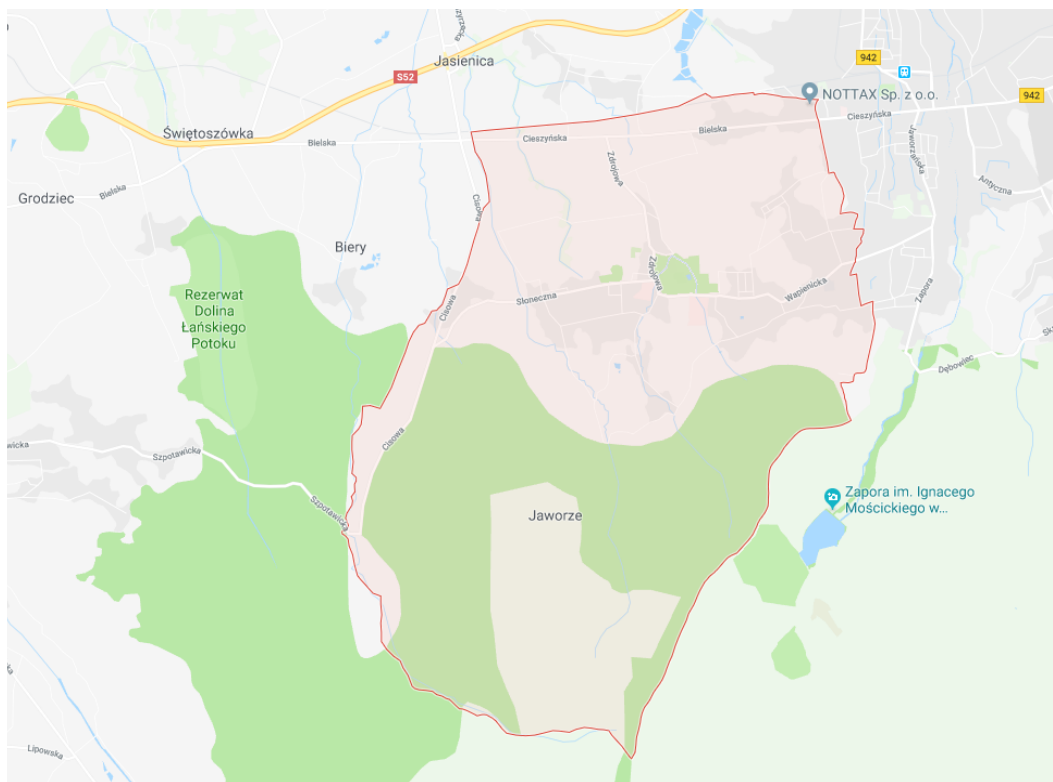 Jasienica
S52
942
NOTTAX Sp. z o.o.
942
Cieszyńska
Świętoszówka
Bielska
Cieszyńska
Bielska
Zdrojowa
Jaworzańska
Antyczna
Grodziec
Bielska
Cisowa
Biery
Zdrojowa
Wapienicka
Zapora
Rezerwat
Dolina
Łańskiego
Potoku
Słoneczna
Cisowa
Dębowiec
Cisowa
Szpotawicka
Szpotawicka
Zapora im. Ignacego
Mościckiego w...
Jaworze
Lipowska